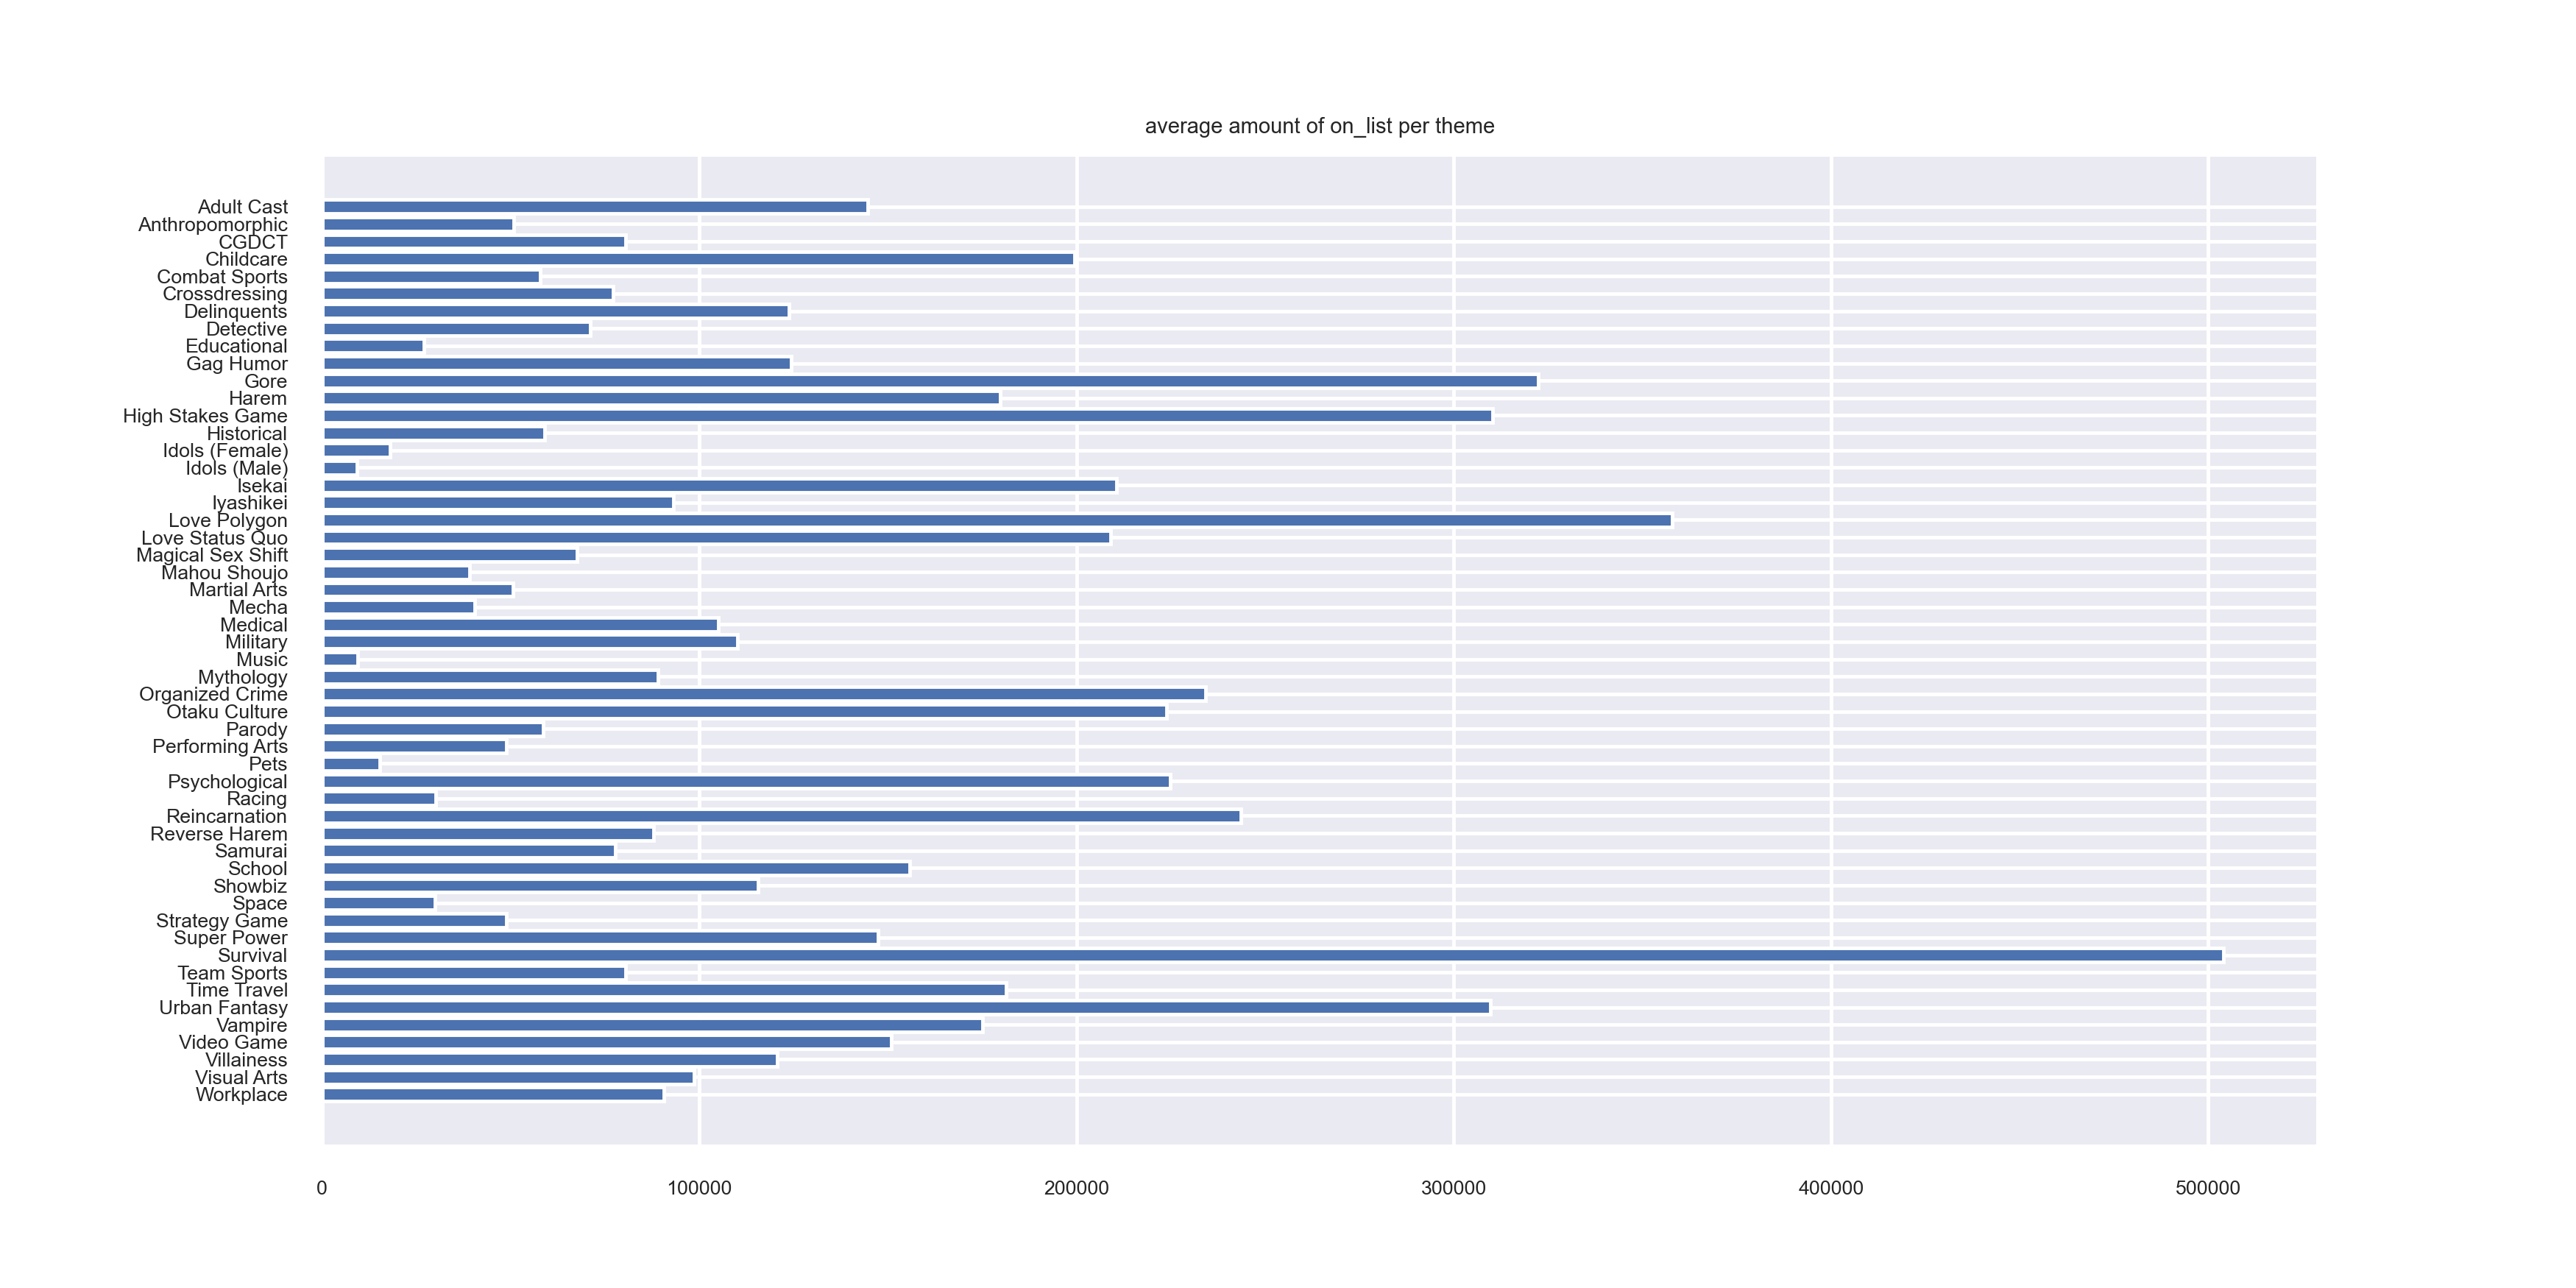 average amount of on_list per theme
Adult Cast
Anthropomorphic
CGDCT
Childcare
Combat Sports
Crossdressing
Delinquents
Detective
Educational
Gag Humor
Gore
Harem
High Stakes Game
Historical
Idols (Female)
Idols (Male)
Isekai
Iyashikei
Love Polygon
Love Status Quo
Magical Sex Shift
Mahou Shoujo
Martial Arts
Mecha
Medical
Military
Music
Mythology
Organized Crime
Otaku Culture
Parody
Performing Arts
Pets
Psychological
Racing
Reincarnation
Reverse Harem
Samurai
School
Showbiz
Space
Strategy Game
Super Power
Survival
Team Sports
Time Travel
Urban Fantasy
Vampire
Video Game
Villainess
Visual Arts
Workplace
0 100000 200000 300000 400000 500000